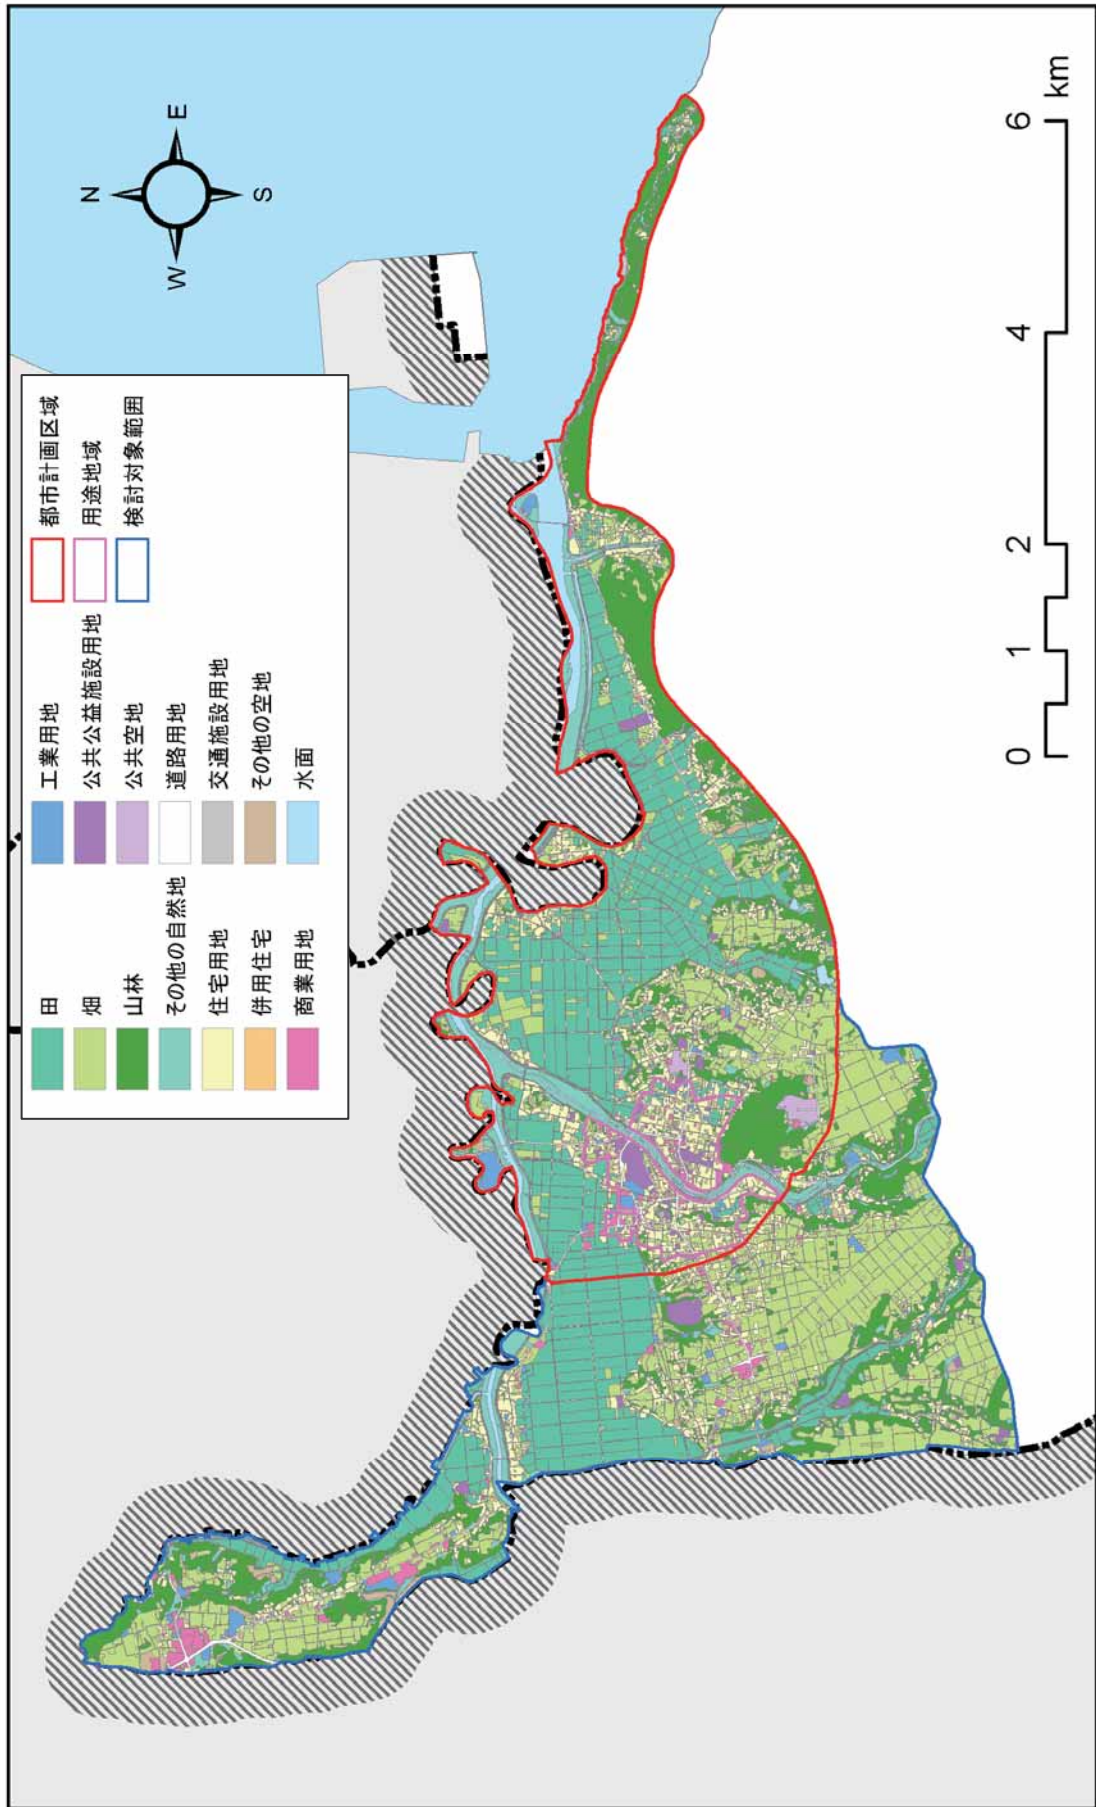 田
畑
山林
その他の自然地
住宅用地
併用住宅
商業用地
工業用地
公共公益施設用地
公共空地
道路用地
交通施設用地
その他の空地
水面
都市計画区域
用途地域
検討対象範囲
N
W
E
S
0
1
2
4
6
km